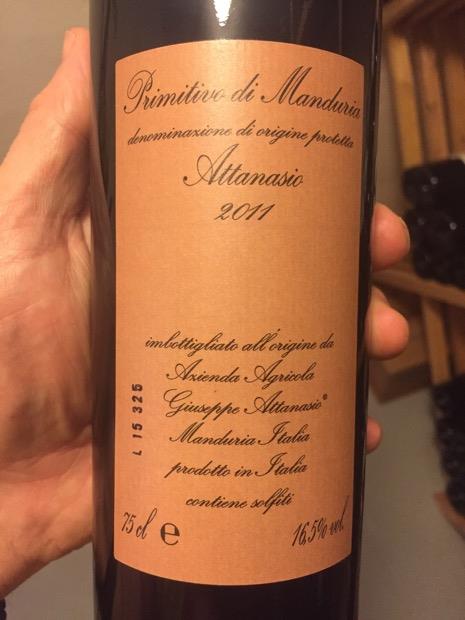 Primitivo di Manduria
denominazione di origine protetta
Attanasio
2011
imbottigliato all'origine da
Azienda Agricola
Giuseppe Attanasio®
Manduria Italia
prodotto in Italia
contiene solfiti
L 15 325
75 cl e 16,5% vol.